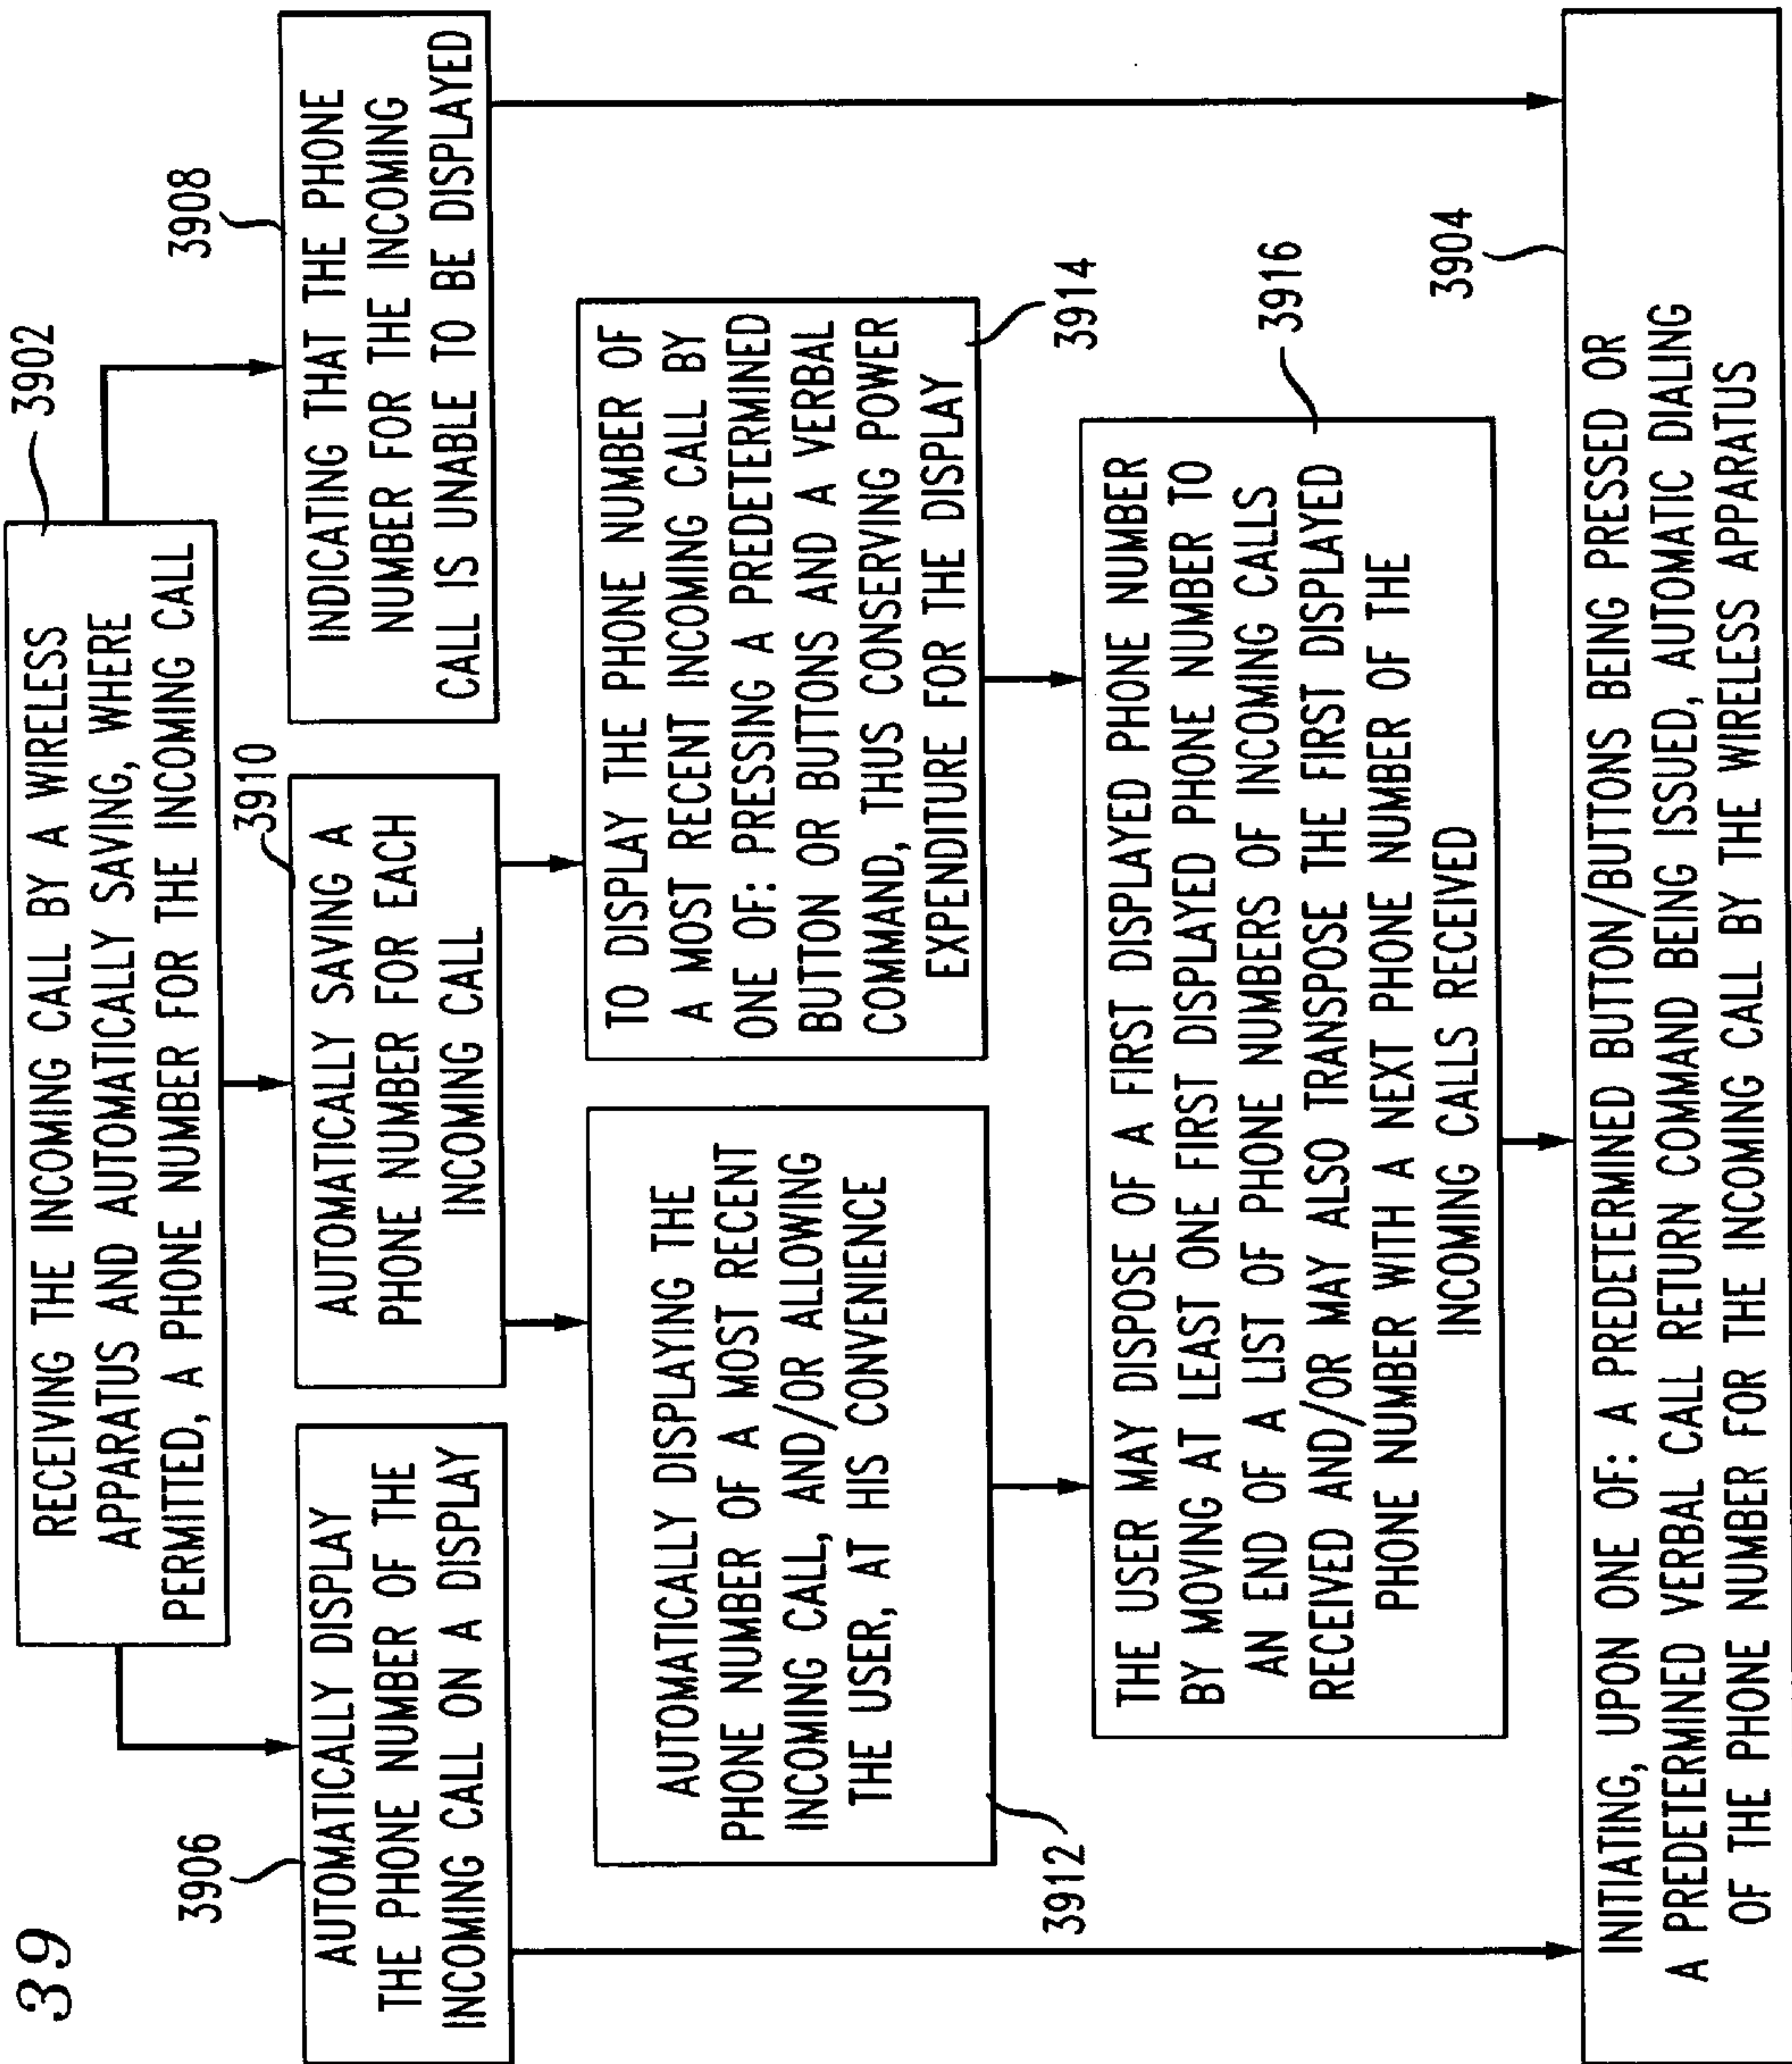 39
3902
RECEIVING THE INCOMING CALL BY A WIRELESS
APPARATUS AND AUTOMATICALLY SAVING, WHERE
PERMITTED, A PHONE NUMBER FOR THE INCOMING CALL
3906
AUTOMATICALLY DISPLAY
THE PHONE NUMBER OF THE
INCOMING CALL ON A DISPLAY
3910
AUTOMATICALLY SAVING A
PHONE NUMBER FOR EACH
INCOMING CALL
3908
INDICATING THAT THE PHONE
NUMBER FOR THE INCOMING
CALL IS UNABLE TO BE DISPLAYED
AUTOMATICALLY DISPLAYING THE
PHONE NUMBER OF A MOST RECENT
INCOMING CALL, AND/OR ALLOWING
THE USER, AT HIS CONVENIENCE
3912
TO DISPLAY THE PHONE NUMBER OF
A MOST RECENT INCOMING CALL BY
ONE OF: PRESSING A PREDETERMINED
BUTTON OR BUTTONS AND A VERBAL
COMMAND, THUS CONSERVING POWER
EXPENDITURE FOR THE DISPLAY
3914
THE USER MAY DISPOSE OF A FIRST DISPLAYED PHONE NUMBER
BY MOVING AT LEAST ONE FIRST DISPLAYED PHONE NUMBER TO
AN END OF A LIST OF PHONE NUMBERS OF INCOMING CALLS
RECEIVED AND/OR MAY ALSO TRANSPOSE THE FIRST DISPLAYED
PHONE NUMBER WITH A NEXT PHONE NUMBER OF THE
INCOMING CALLS RECEIVED
3916
3904
INITIATING, UPON ONE OF: A PREDETERMINED BUTTON/BUTTONS BEING PRESSED OR
A PREDETERMINED VERBAL CALL RETURN COMMAND BEING ISSUED, AUTOMATIC DIALING
OF THE PHONE NUMBER FOR THE INCOMING CALL BY THE WIRELESS APPARATUS